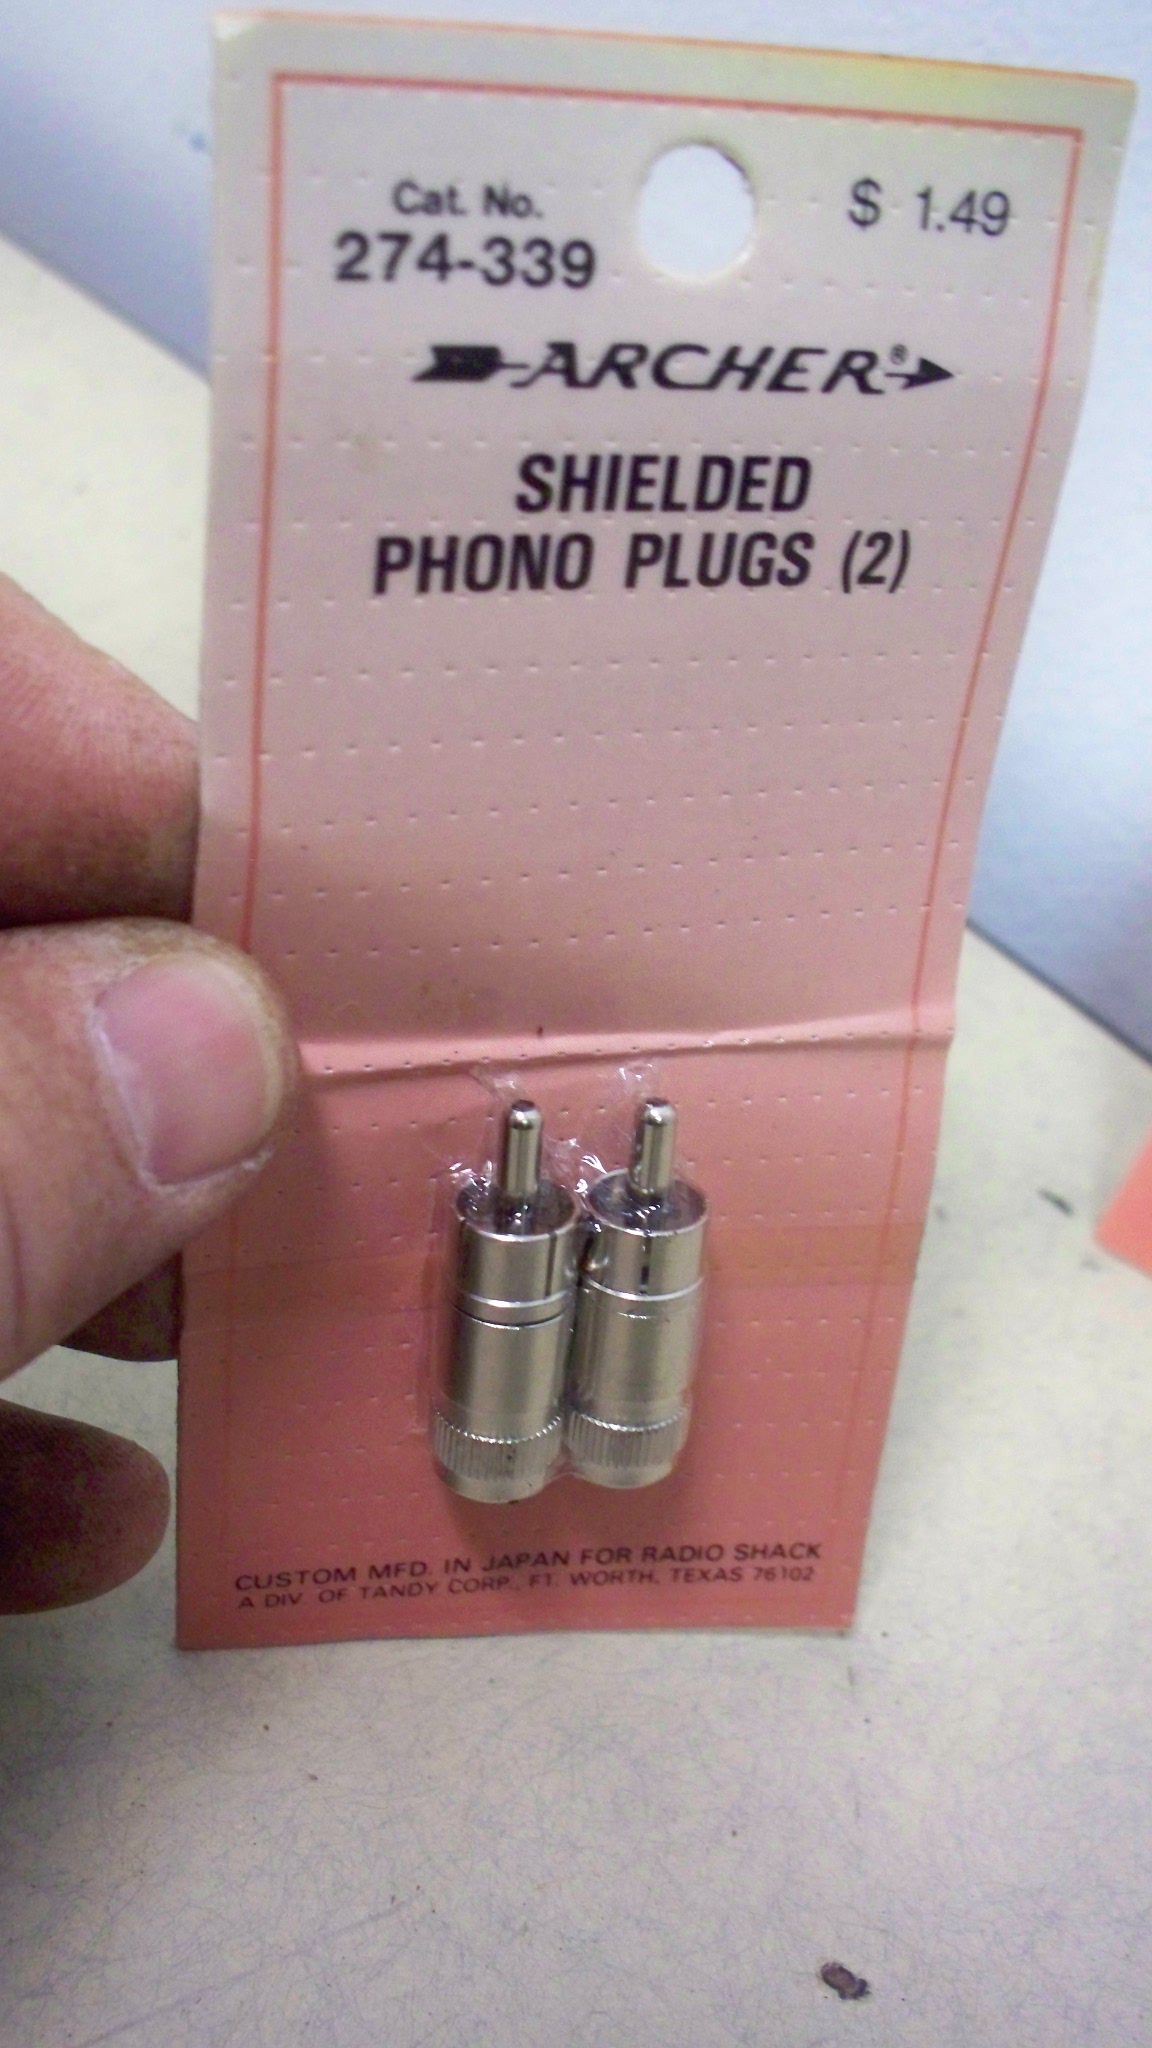 Cat. No.
274-339
$ 1.49
ARCHER®
SHIELDED
PHONO PLUGS (2)
CUSTOM MFD. IN JAPAN FOR RADIO SHACK
A DIV. OF TANDY CORP., FT. WORTH, TEXAS 76102